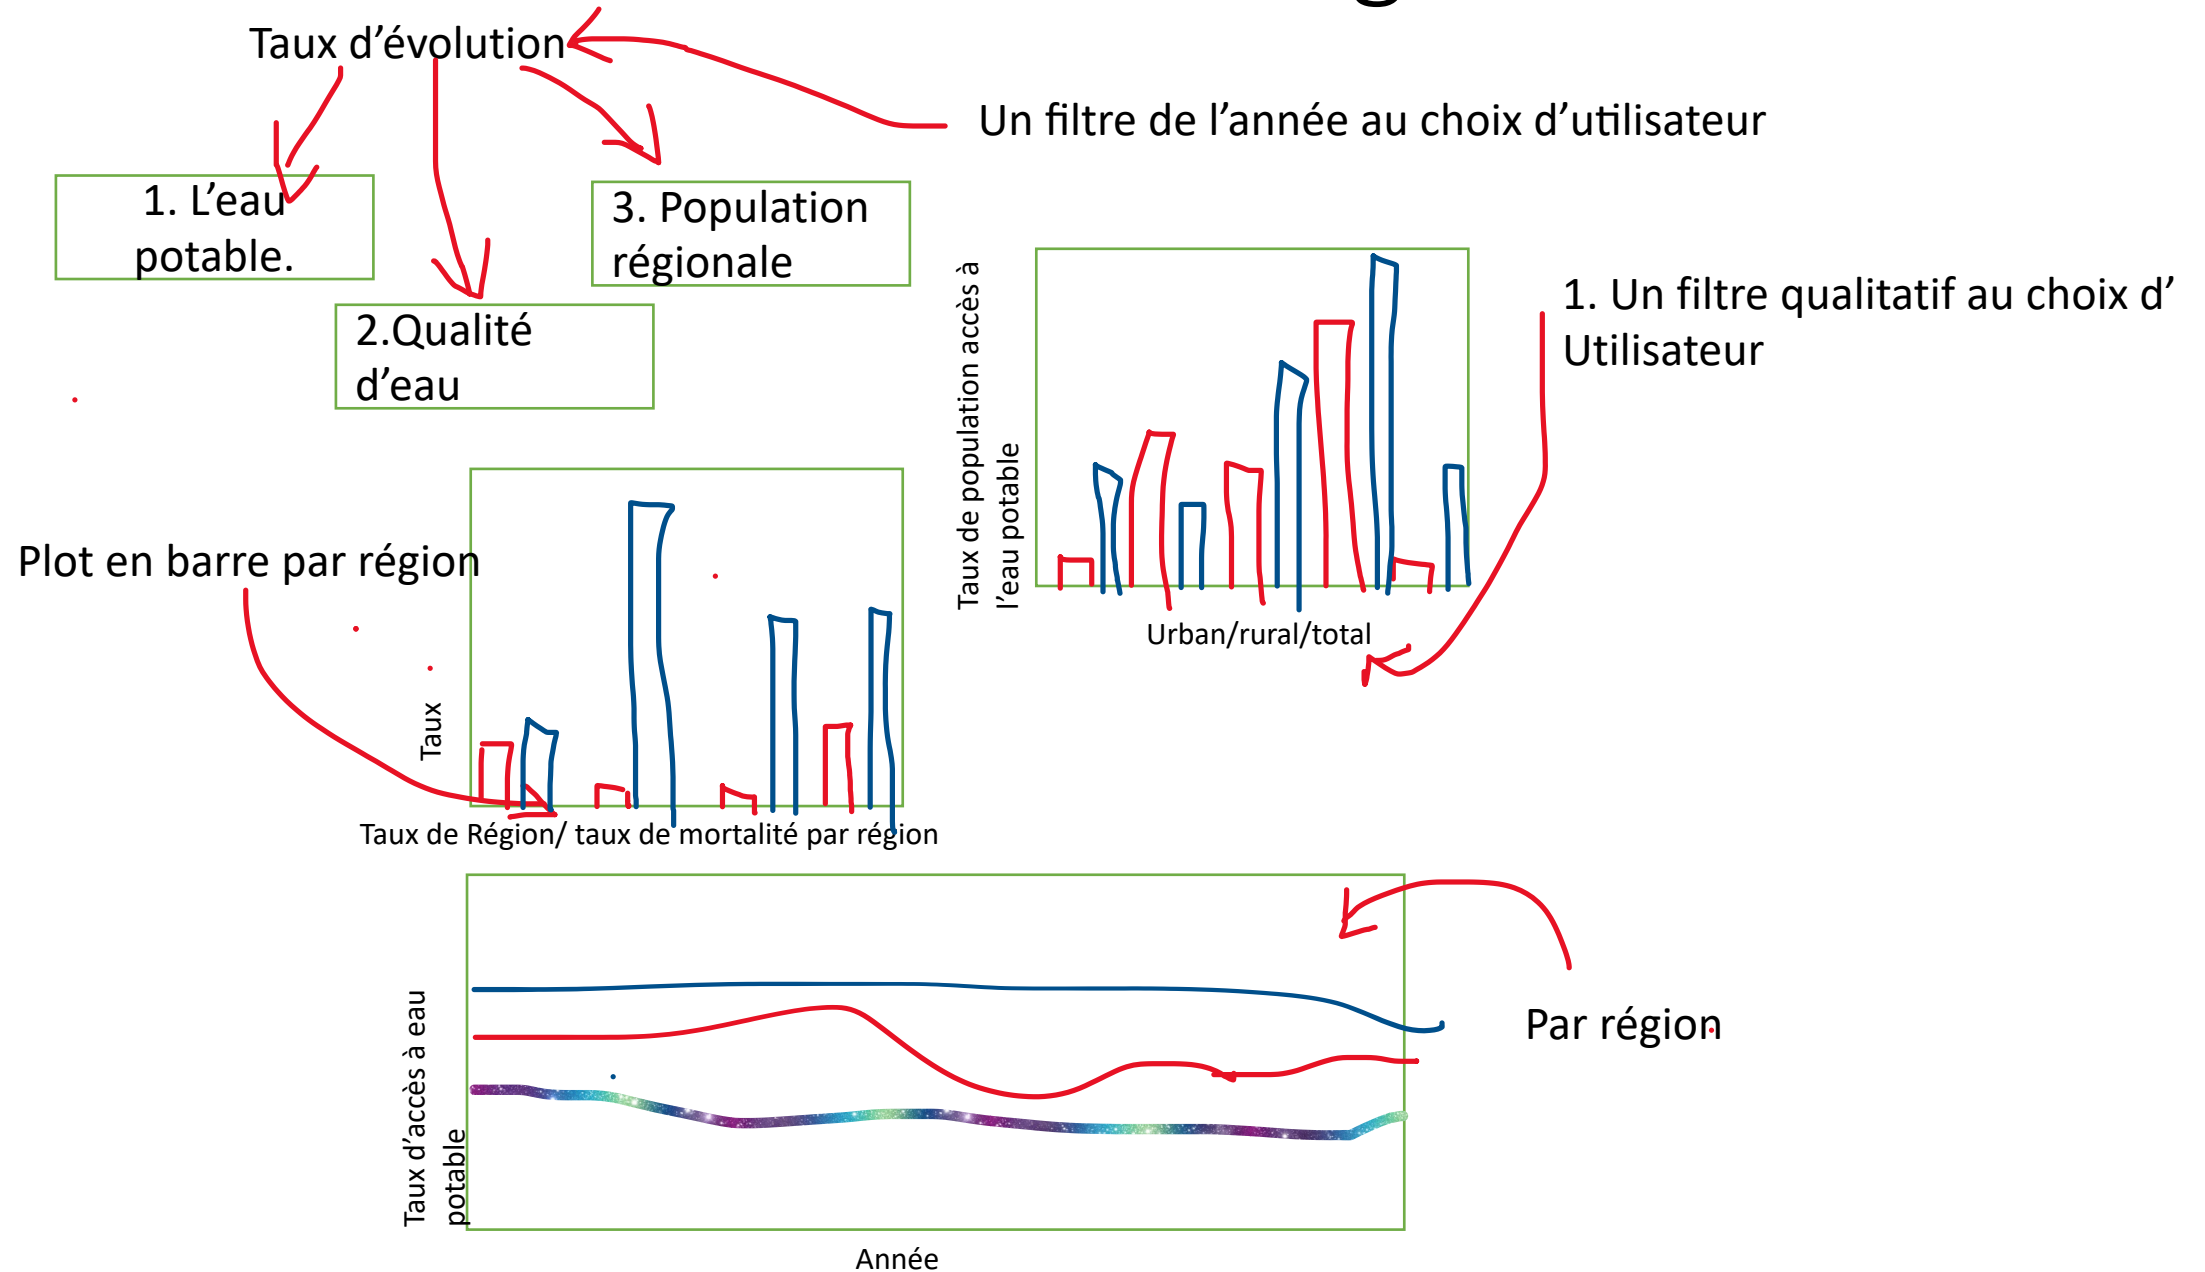 Taux d’évolution
Un filtre de l’année au choix d’utilisateur
1. L’eau
potable.
3. Population
régionale
2.Qualité
d’eau
1. Un filtre qualitatif au choix d’
Utilisateur
Taux de population accès à
l’eau potable
Urban/rural/total
Plot en barre par région
Taux
Taux de Région/ taux de mortalité par région
Par région
Taux d’accès à eau
potable
Année